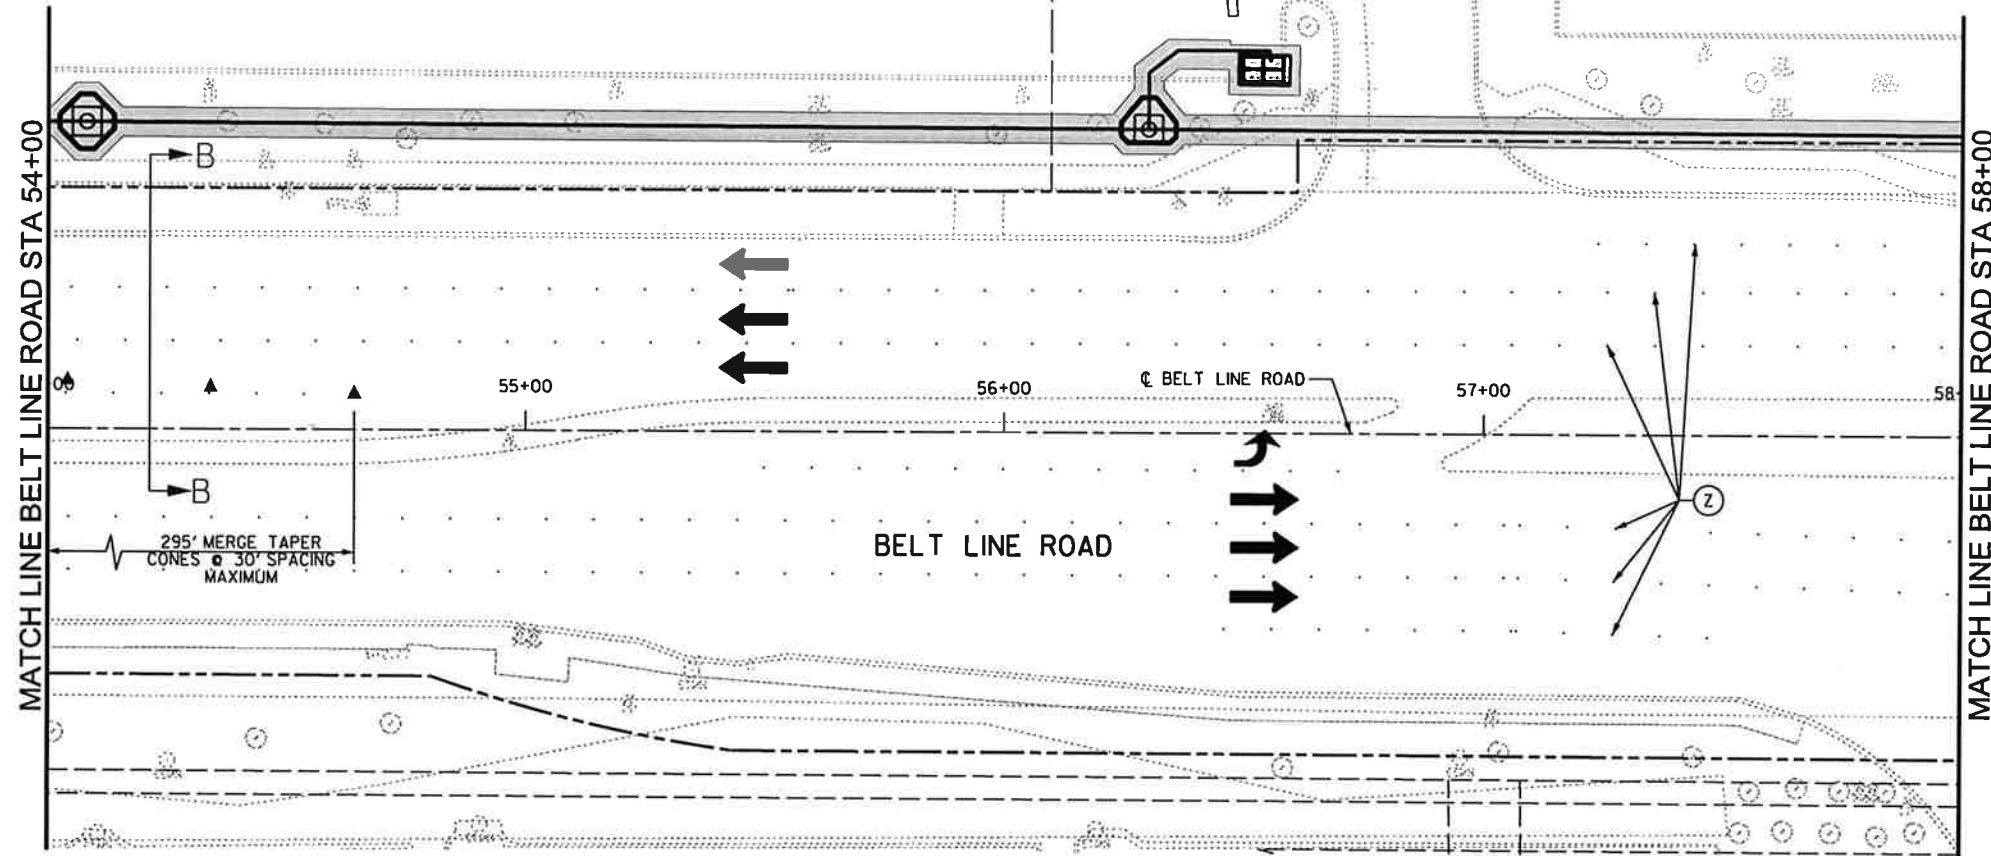 MATCH LINE BELT LINE ROAD STA 54+00
B
B
55+00
56+00
℄ BELT LINE ROAD
57+00
58
295' MERGE TAPER
CONES @ 30' SPACING
MAXIMUM
BELT LINE ROAD
Z
MATCH LINE BELT LINE ROAD STA 58+00